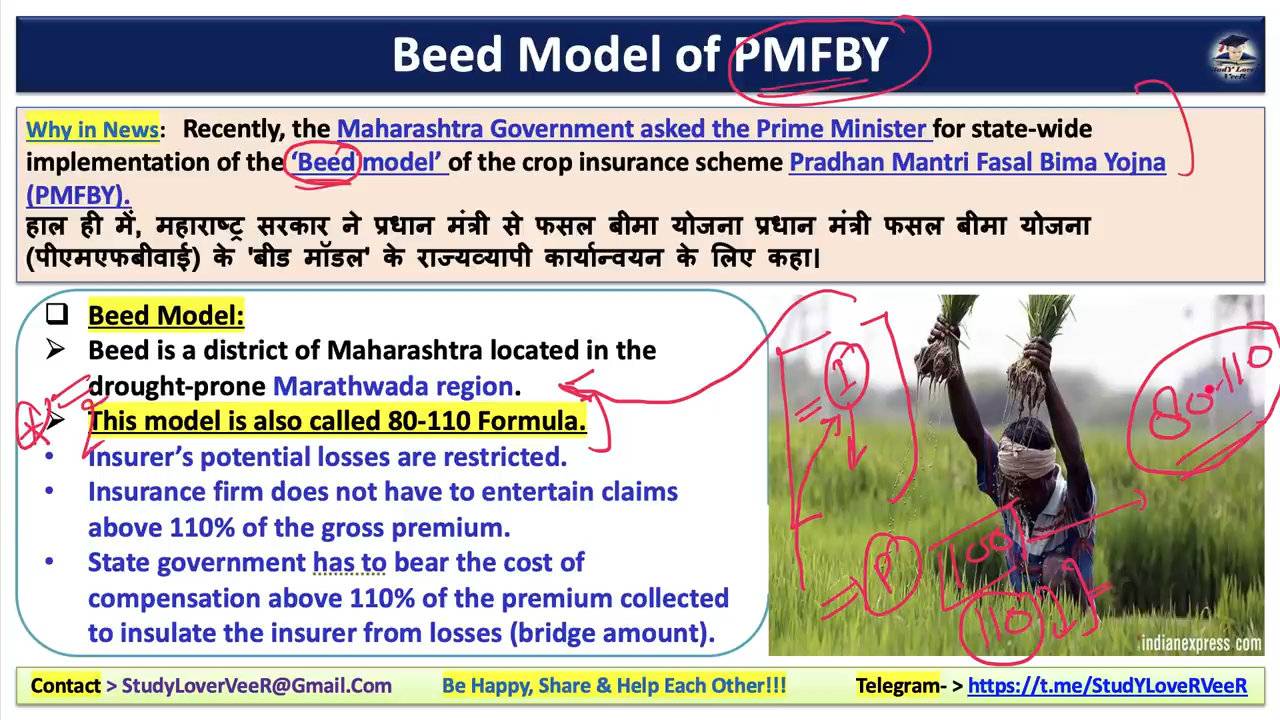 Beed Model of PMFBY
StudY Lover
VeeR
Why in News: Recently, the Maharashtra Government asked the Prime Minister for state-wide
implementation of the 'Beed model' of the crop insurance scheme Pradhan Mantri Fasal Bima Yojna
(PMFBY).
हाल ही में, महाराष्ट्र सरकार ने प्रधान मंत्री से फसल बीमा योजना प्रधान मंत्री फसल बीमा योजना
(पीएमएफबीवाई) के 'बीड मॉडल' के राज्यव्यापी कार्यान्वयन के लिए कहा।
❑ Beed Model:
➢ Beed is a district of Maharashtra located in the
drought-prone Marathwada region.
➢ This model is also called 80-110 Formula.
• Insurer's potential losses are restricted.
• Insurance firm does not have to entertain claims
above 110% of the gross premium.
• State government has to bear the cost of
compensation above 110% of the premium collected
to insulate the insurer from losses (bridge amount).
I
80-110
P
100
110
indianexpress.com
Contact > StudyLoverVeeR@Gmail.Com Be Happy, Share & Help Each Other!!! Telegram- > https://t.me/StudYLoveRVeeR